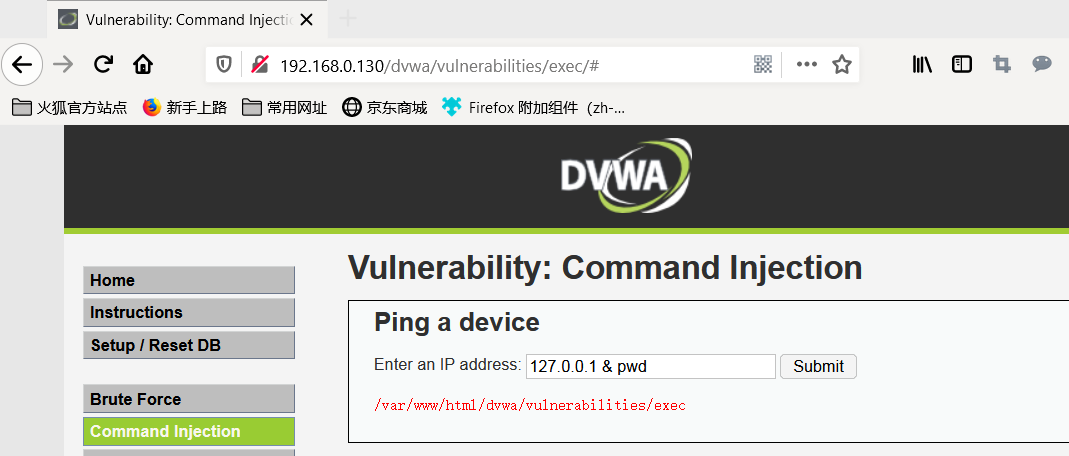 Vulnerability: Command Injectio
192.168.0.130/dvwa/vulnerabilities/exec/#
火狐官方站点 新手上路 常用网址 京东商城 Firefox 附加组件（zh-...
DVWA
Home
Instructions
Setup / Reset DB
Brute Force
Command Injection
Vulnerability: Command Injection
Ping a device
Enter an IP address: 127.0.0.1 & pwd Submit
/var/www/html/dvwa/vulnerabilities/exec